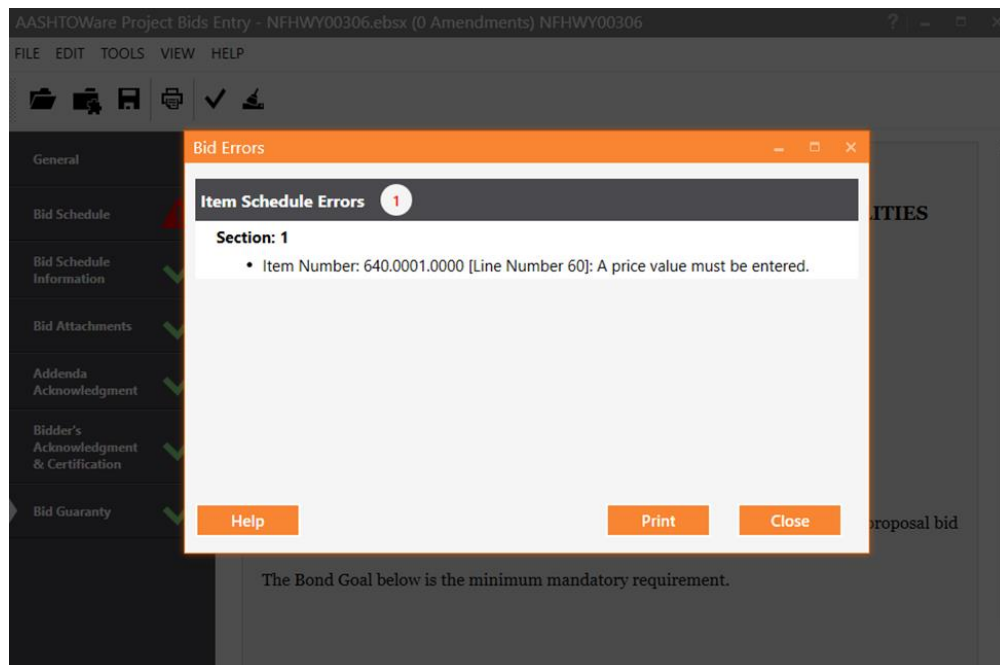 AASHTOWare Project Bids Entry - NFHWY00306.ebsx (0 Amendments) NFHWY00306
FILE EDIT TOOLS VIEW HELP
General
Bid Schedule
Bid Schedule
Information
Bid Attachments
Addenda
Acknowledgment
Bidder's
Acknowledgment
& Certification
Bid Guaranty
Bid Errors
Item Schedule Errors 1
Section: 1
• Item Number: 640.0001.0000 [Line Number 60]: A price value must be entered.
Help
Print
Close
LITIES
proposal bid
The Bond Goal below is the minimum mandatory requirement.